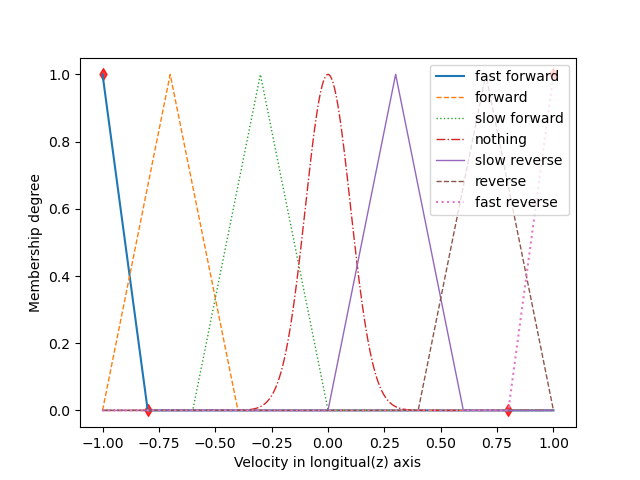 fast forward
forward
slow forward
nothing
slow reverse
reverse
fast reverse
1.0
0.8
0.6
0.4
0.2
0.0
Membership degree
−1.00 −0.75 −0.50 −0.25 0.00 0.25 0.50 0.75 1.00
Velocity in longitual(z) axis